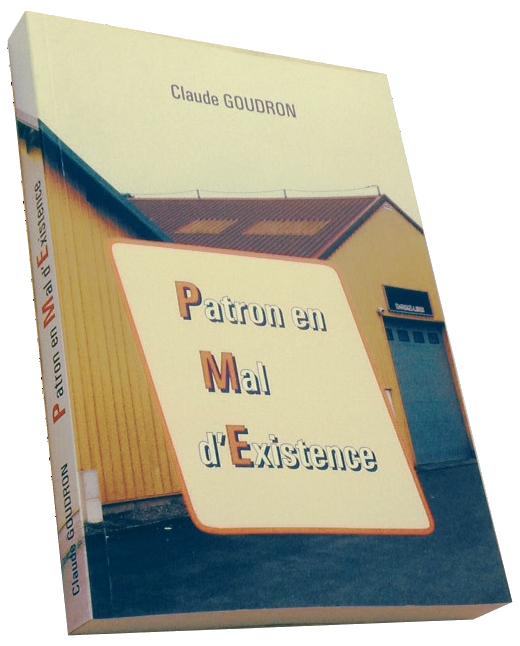 Claude GOUDRON
Patron en
Mal
d'Existence
Claude GOUDRON Patron en Mal d'Existence